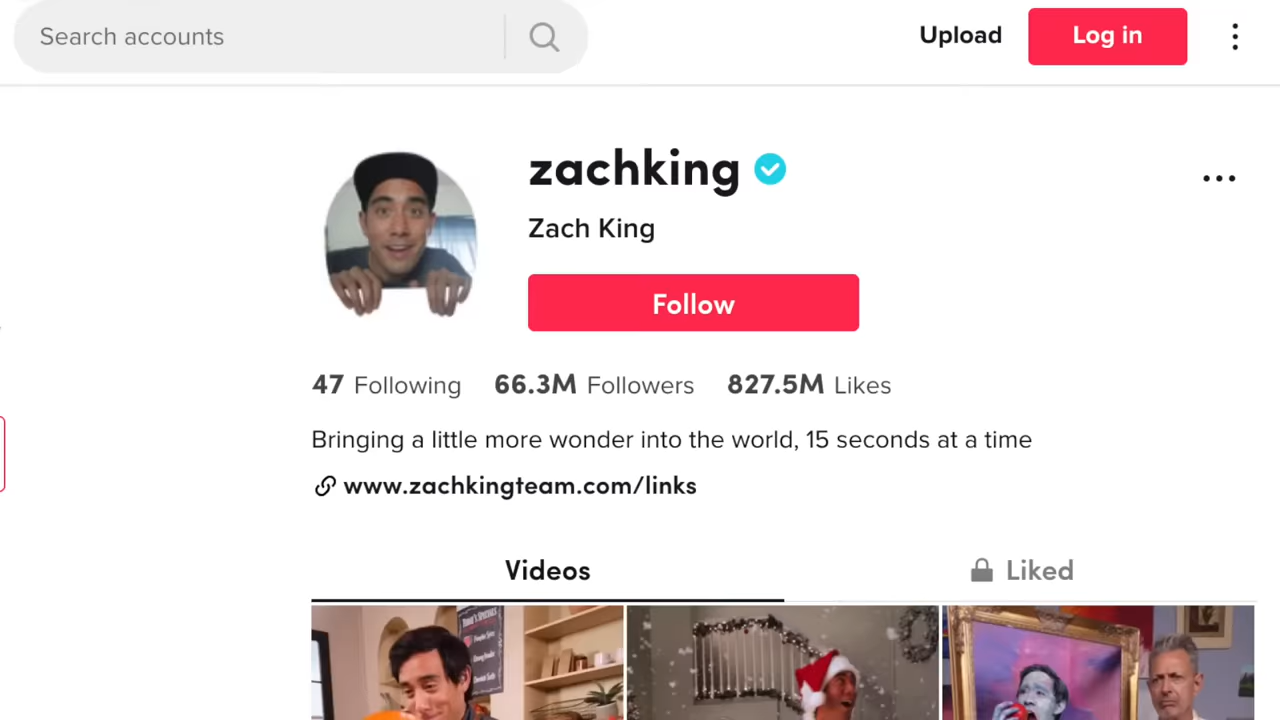 Search accounts
Upload
Log in
zachking
Zach King
Follow
47 Following 66.3M Followers 827.5M Likes
Bringing a little more wonder into the world, 15 seconds at a time
www.zachkingteam.com/links
Videos
Liked